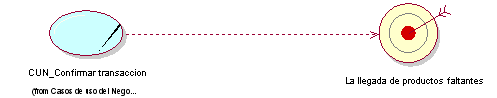 CUN_Confirmar transaccion
(from Casos de uso del Nego...
La llegada de productos faltantes